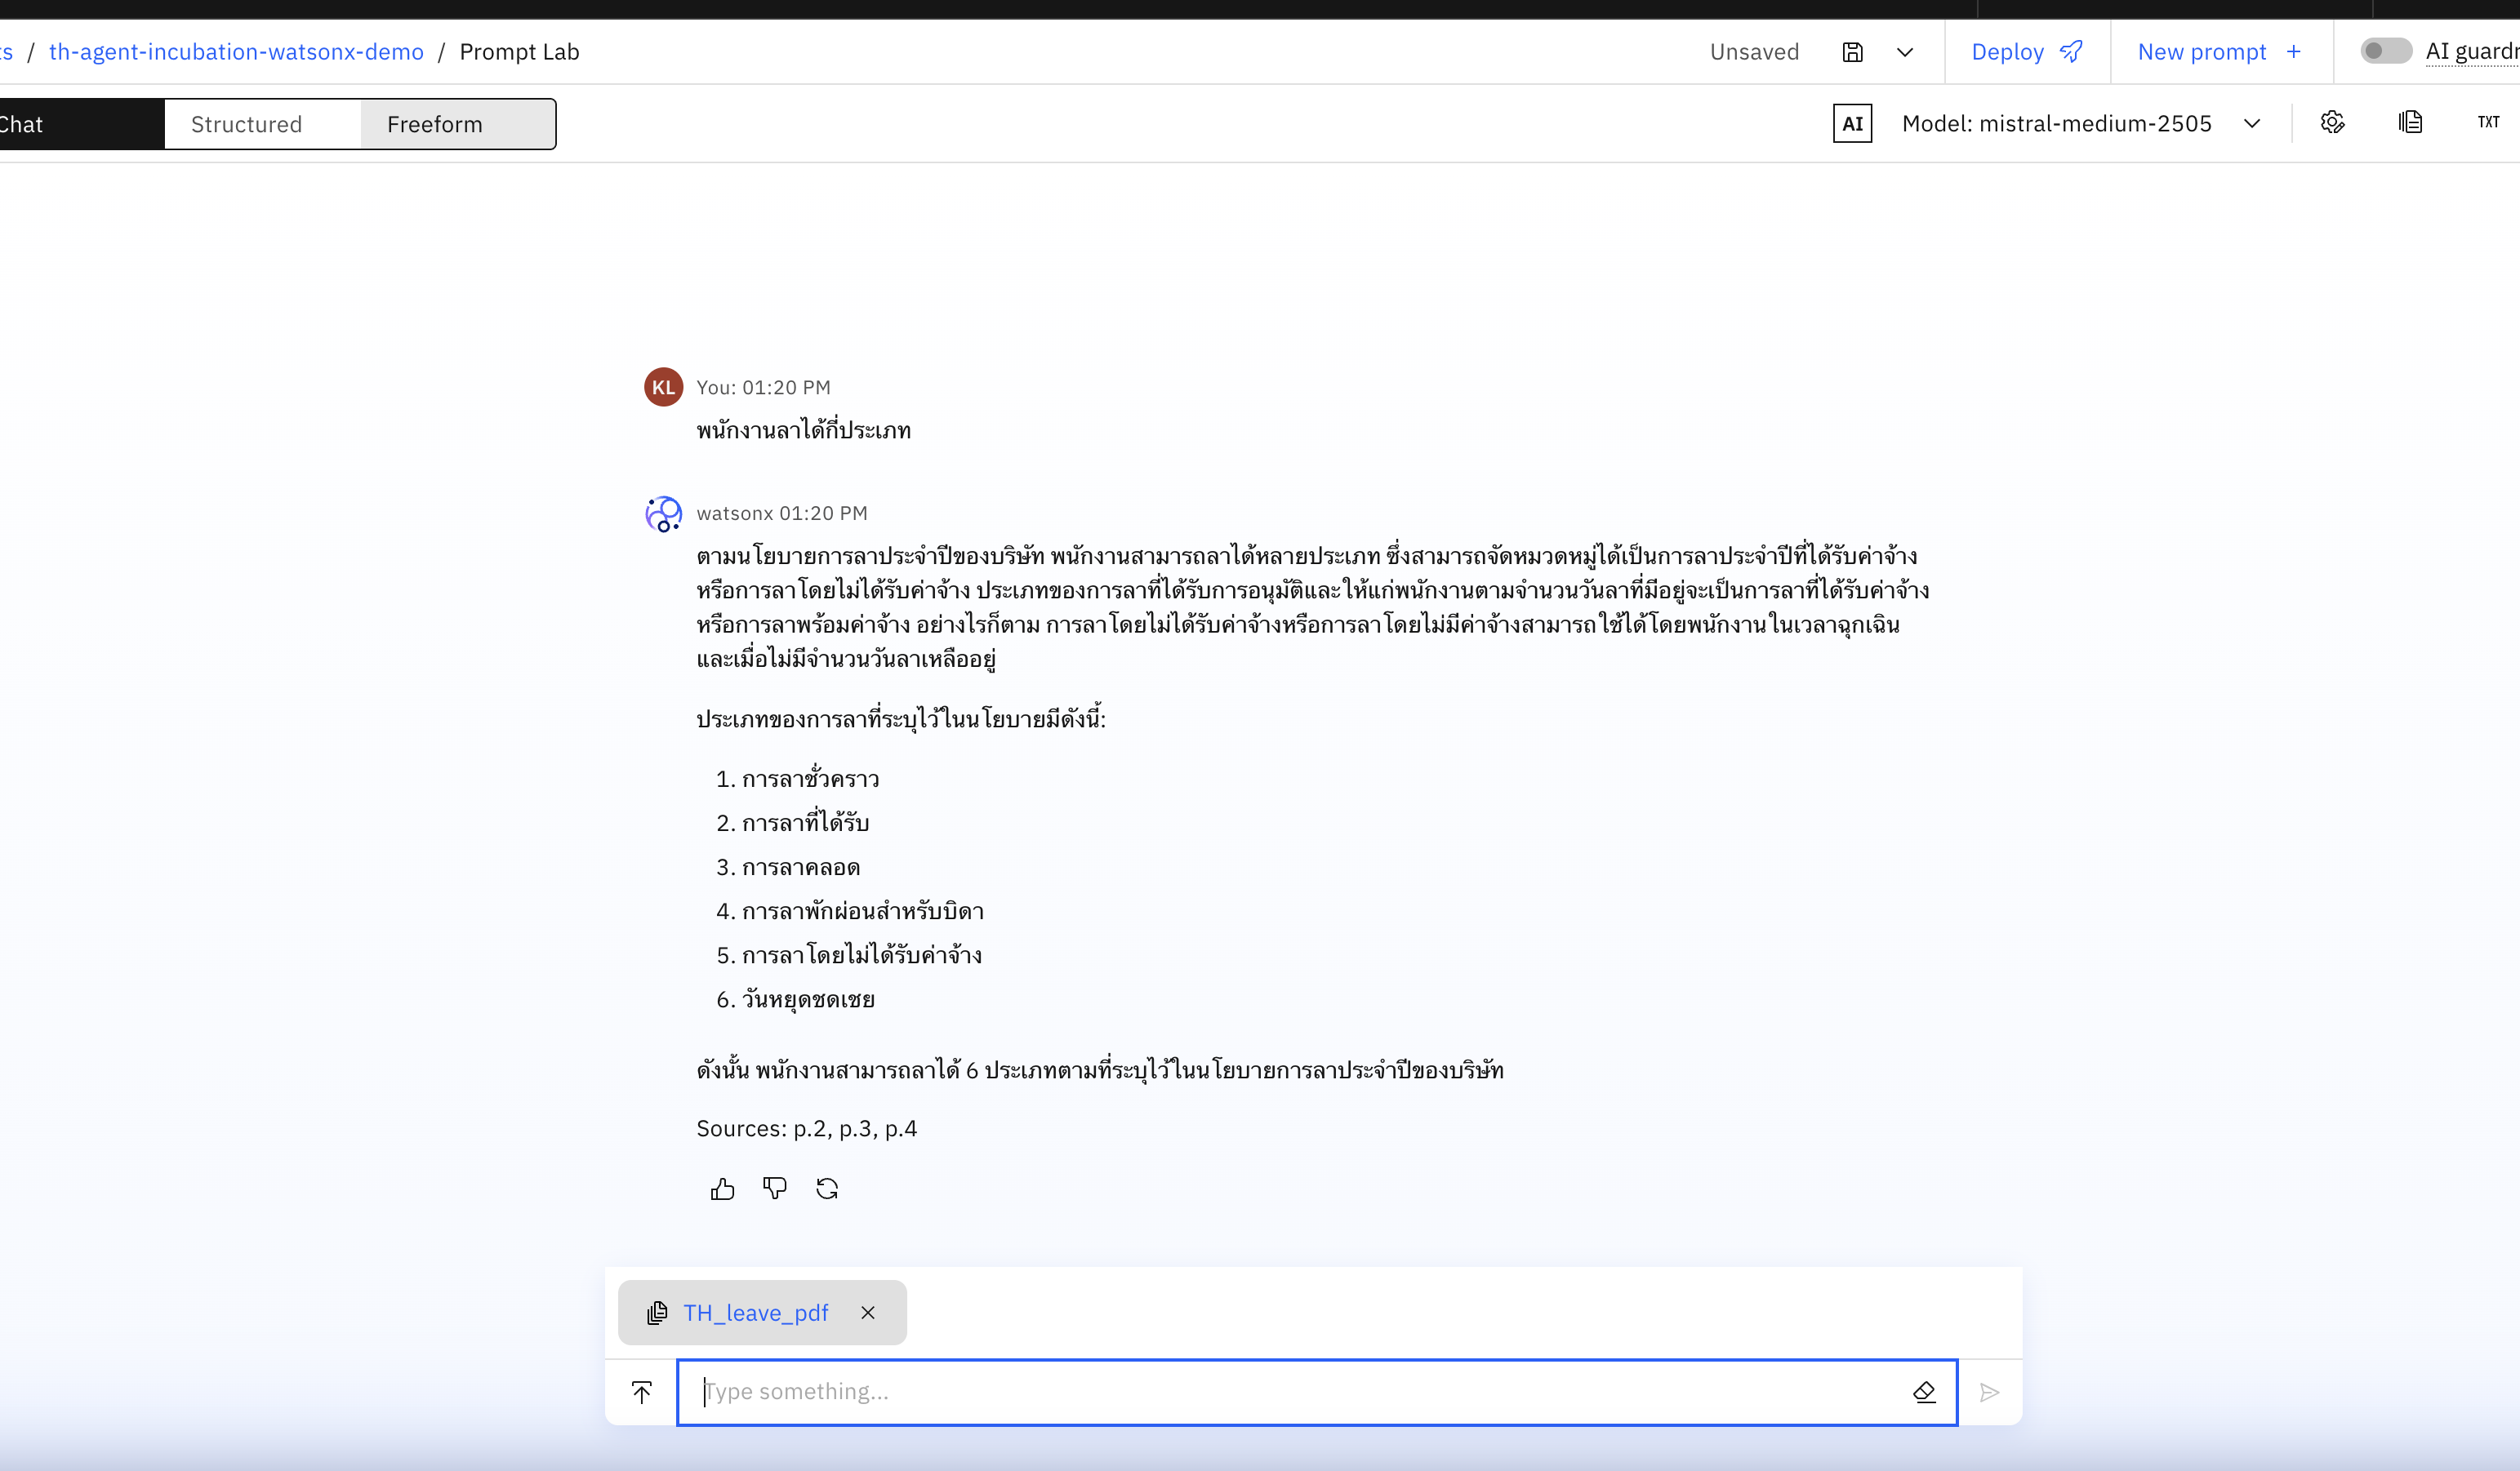 s / th-agent-incubation-watsonx-demo / Prompt Lab
Unsaved
Deploy
New prompt +
AI guardr
Chat
Structured
Freeform
AI
Model: mistral-medium-2505
TXT
KL
You: 01:20 PM
พนักงานลาได้กี่ประเภท
watsonx 01:20 PM
ตามนโยบายการลาประจำปีของบริษัท พนักงานสามารถลาได้หลายประเภท ซึ่งสามารถจัดหมวดหมู่ได้เป็นการลาประจำปีที่ได้รับค่าจ้าง
หรือการลาโดยไม่ได้รับค่าจ้าง ประเภทของการลาที่ได้รับการอนุมัติและให้แก่พนักงานตามจำนวนวันลาที่มีอยู่จะเป็นการลาที่ได้รับค่าจ้าง
หรือการลาพร้อมค่าจ้าง อย่างไรก็ตาม การลาโดยไม่ได้รับค่าจ้างหรือการลาโดยไม่มีค่าจ้างสามารถใช้ได้โดยพนักงานในเวลาฉุกเฉิน
และเมื่อไม่มีจำนวนวันลาเหลืออยู่
ประเภทของการลาที่ระบุไว้ในนโยบายมีดังนี้:
1. การลาชั่วคราว
2. การลาที่ได้รับ
3. การลาคลอด
4. การลาพักผ่อนสำหรับบิดา
5. การลาโดยไม่ได้รับค่าจ้าง
6. วันหยุดชดเชย
ดังนั้น พนักงานสามารถลาได้ 6 ประเภทตามที่ระบุไว้ในนโยบายการลาประจำปีของบริษัท
Sources: p.2, p.3, p.4
TH_leave_pdf
Type something...